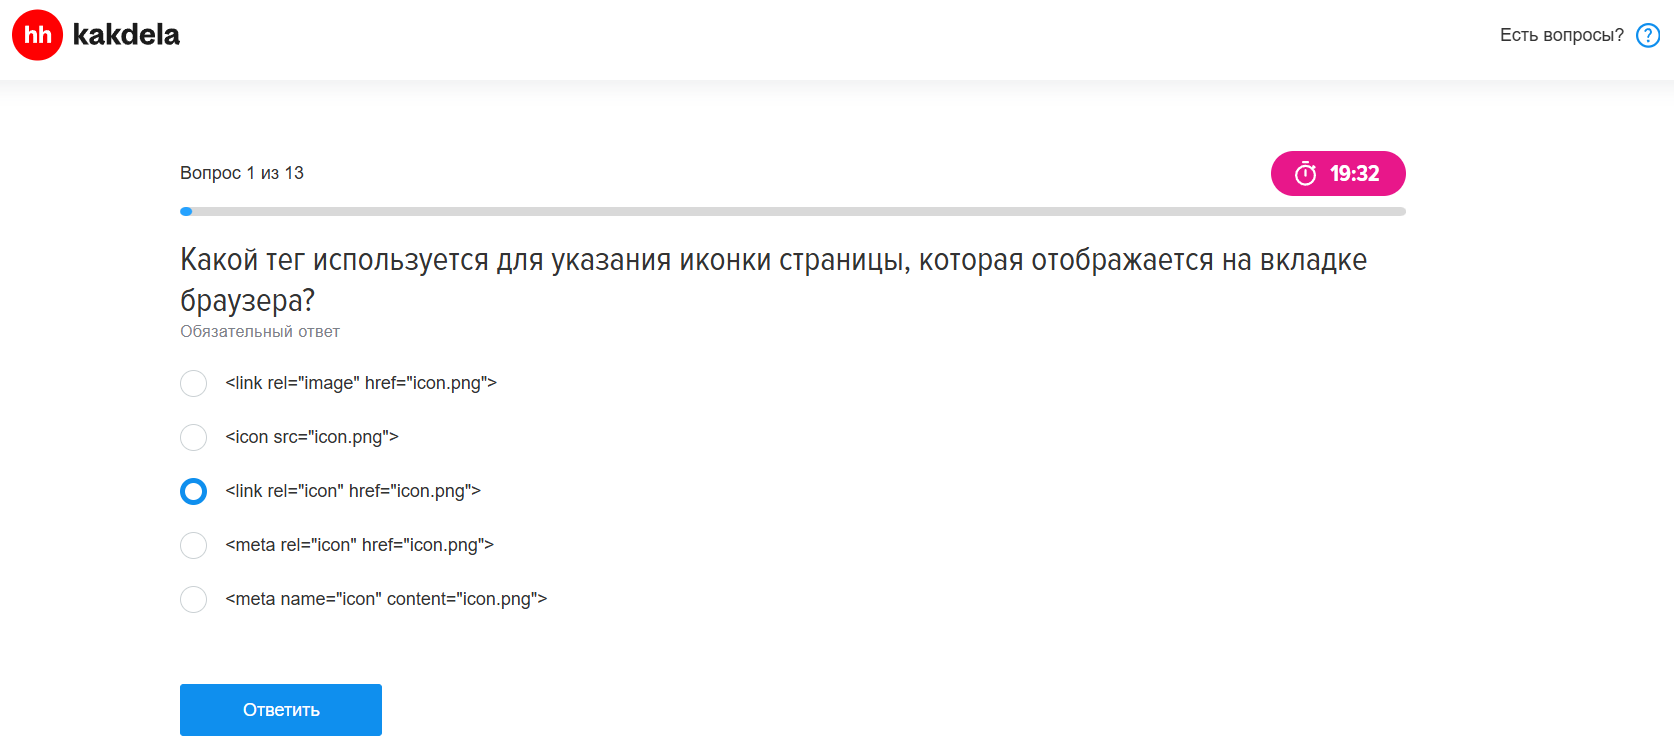 hh kakdela
Есть вопросы? ?
Вопрос 1 из 13
19:32
Какой тег используется для указания иконки страницы, которая отображается на вкладке
браузера?
Обязательный ответ
<link rel="image" href="icon.png">
<icon src="icon.png">
<link rel="icon" href="icon.png">
<meta rel="icon" href="icon.png">
<meta name="icon" content="icon.png">
Ответить